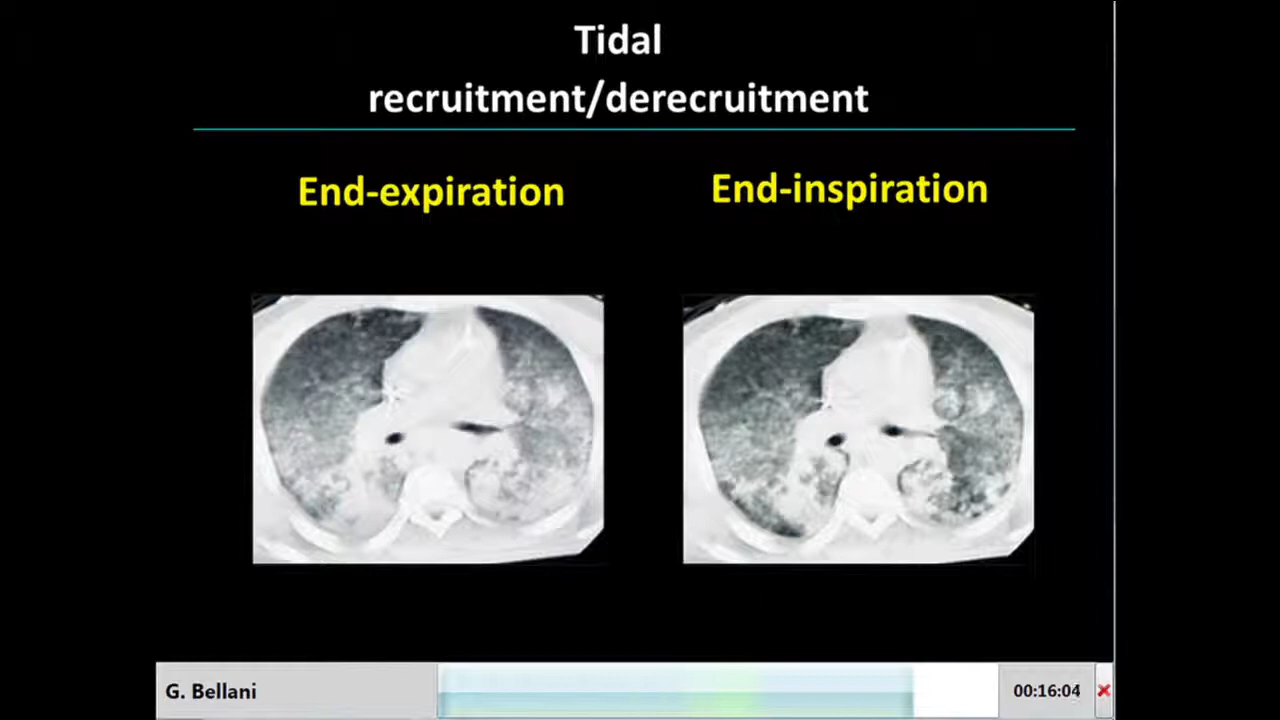 Tidal
recruitment/derecruitment
End-expiration
End-inspiration
G. Bellani
00:16:04